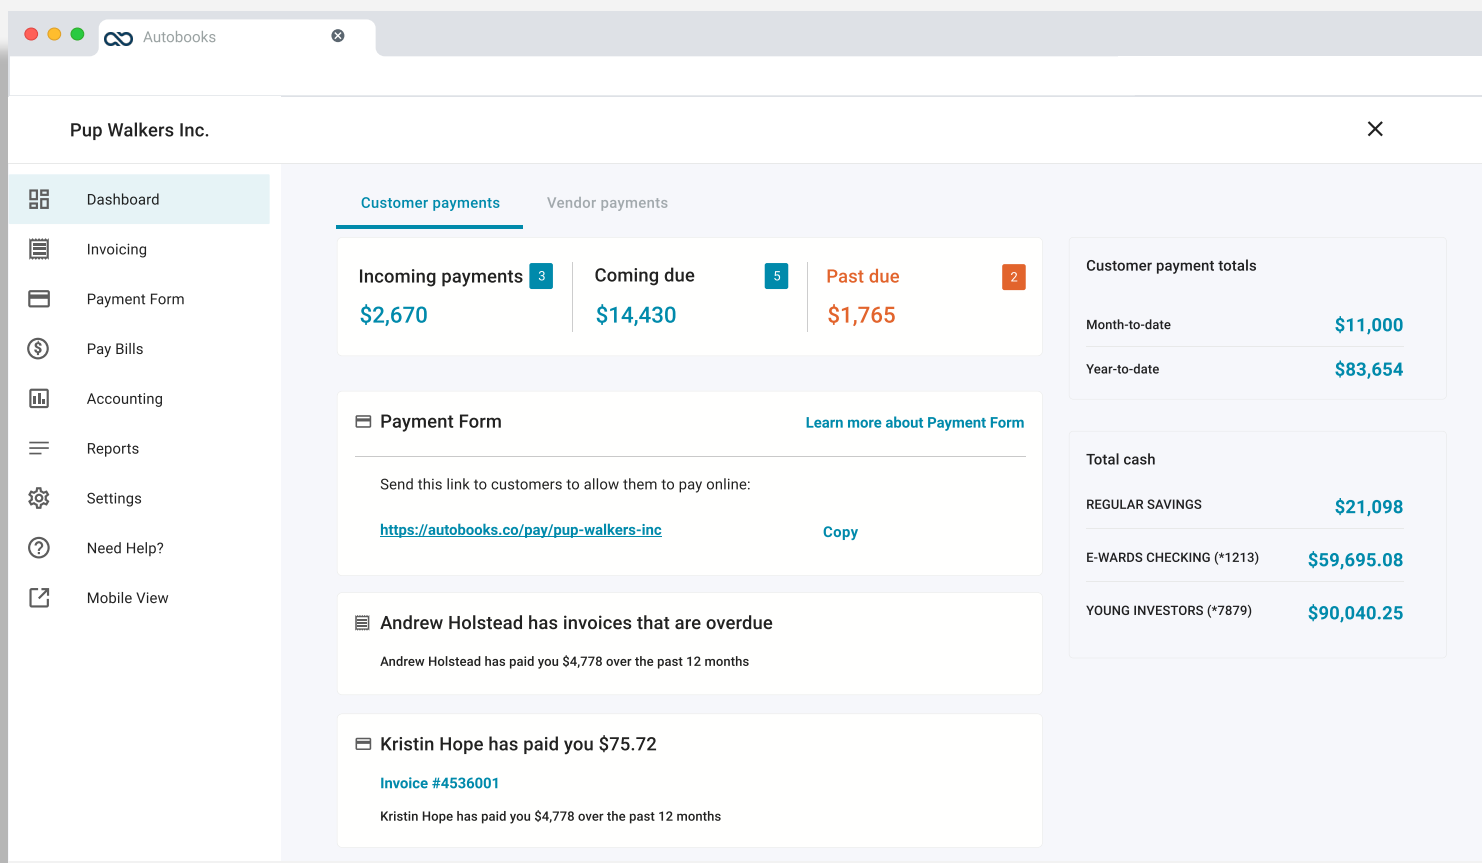 Autobooks
Pup Walkers Inc.
Dashboard
Invoicing
Payment Form
Pay Bills
Accounting
Reports
Settings
Need Help?
Mobile View
Customer payments
Vendor payments
Incoming payments 3
$2,670
Coming due 5
$14,430
Past due 2
$1,765
Payment Form
Learn more about Payment Form
Send this link to customers to allow them to pay online:
https://autobooks.co/pay/pup-walkers-inc
Copy
Andrew Holstead has invoices that are overdue
Andrew Holstead has paid you $4,778 over the past 12 months
Kristin Hope has paid you $75.72
Invoice #4536001
Kristin Hope has paid you $4,778 over the past 12 months
Customer payment totals
Month-to-date $11,000
Year-to-date $83,654
Total cash
REGULAR SAVINGS $21,098
E-WARDS CHECKING (*1213) $59,695.08
YOUNG INVESTORS (*7879) $90,040.25